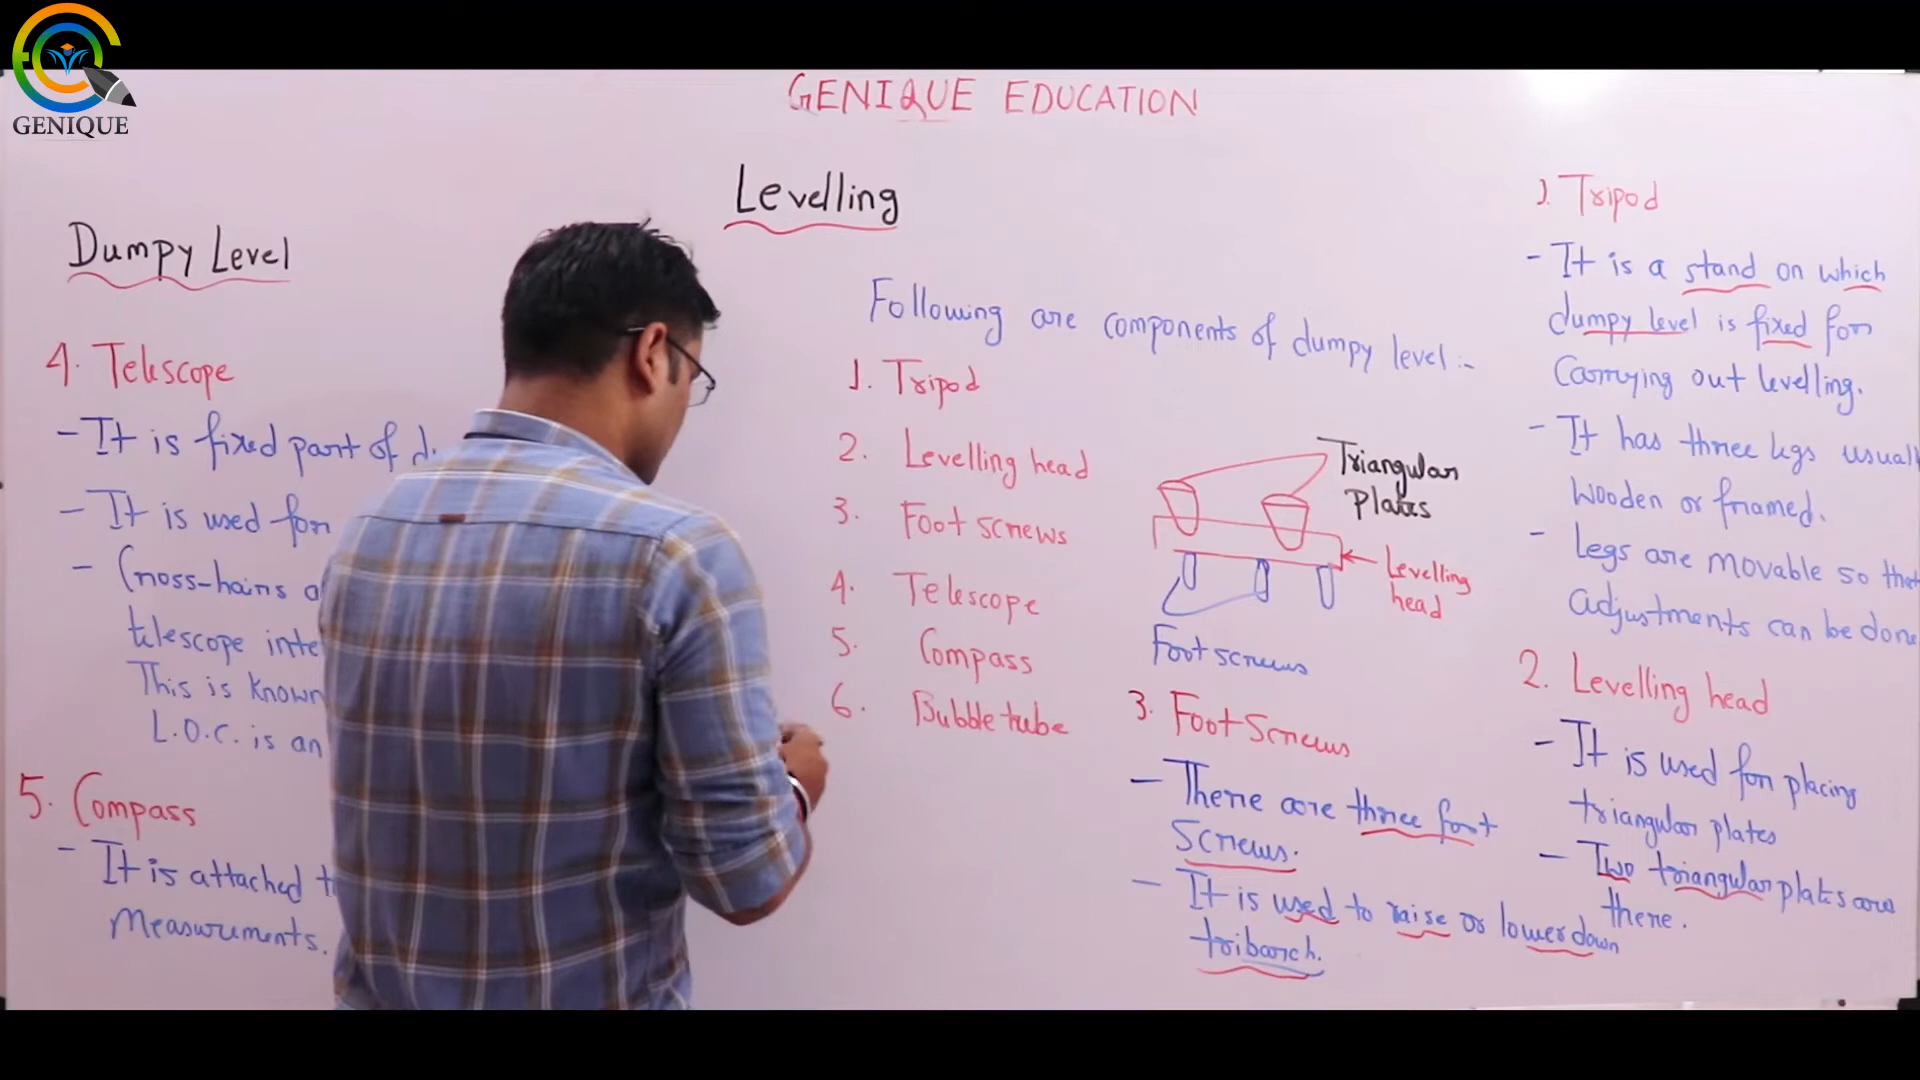 GENIQUE
GENIQUE EDUCATION
Levelling
Dumpy Level
4. Telescope
- It is fixed part of
- It is used for
- Cross-hairs
telescope
This is known
L.O.C. is an
5. Compass
- It is attached
Measurements.
Following are components of dumpy level :-
1. Tripod
2. Levelling head
3. Foot screws
4. Telescope
5. Compass
6. Bubble tube
Triangular
plates
Levelling
head
Foot screws
3. Foot Screws
- There are three foot
Screws.
- It is used to raise or lower down
tribarch.
1. Tripod
- It is a stand on which
dumpy level is fixed for
Carrying out levelling.
- It has three legs usuall
wooden or framed.
- Legs are movable so that
adjustments can be done
2. Levelling head
- It is used for placing
triangular plates
- Two triangular plates are
there.